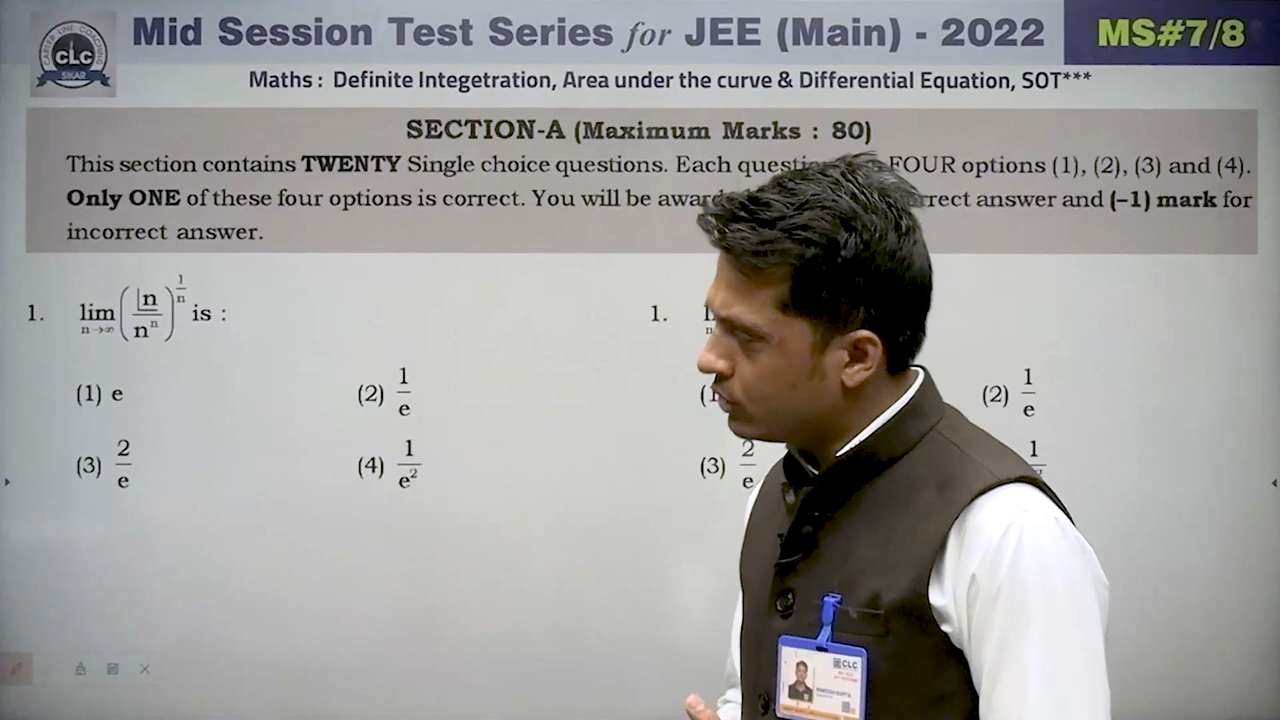 CAREER LINE COACHING
CLC
SIKAR
Mid Session Test Series for JEE (Main) - 2022
MS#7/8
Maths : Definite Integetration, Area under the curve & Differential Equation, SOT***
SECTION-A (Maximum Marks : 80)
This section contains TWENTY Single choice questions. Each FOUR options (1), (2), (3) and (4).
Only ONE of these four options is correct. You will be answer and (–1) mark for
incorrect answer.
1. lim n→∞ (|n / nⁿ)^(1/n) is :
(1) e (2) 1/e
(3) 2/e (4) 1/e²
1.
(2) 1/e
(3) 2/e
CLC